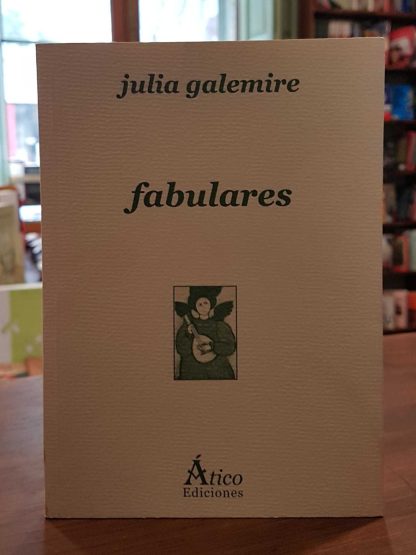 julia galemire
fabulares
Ático
Ediciones